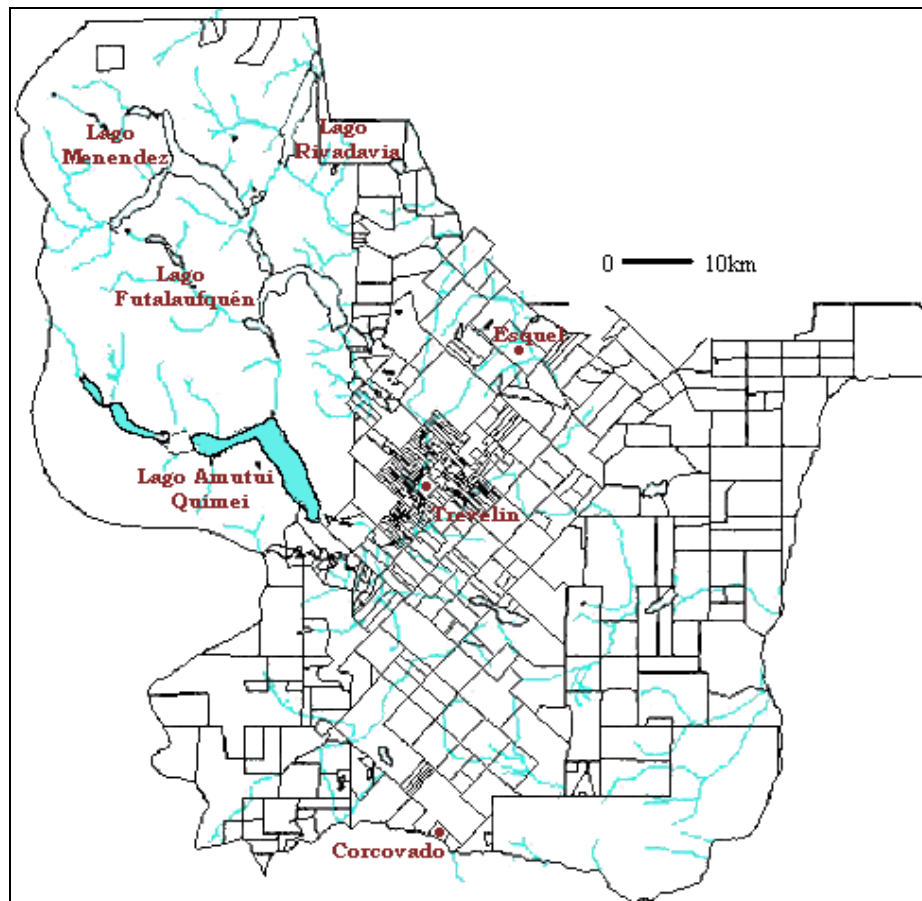 Lago
Menendez
Lago
Rivadavia
Lago
Futalaufquén
0 10km
Esquel
Lago Amutui
Quimei
Trevelin
Corcovado